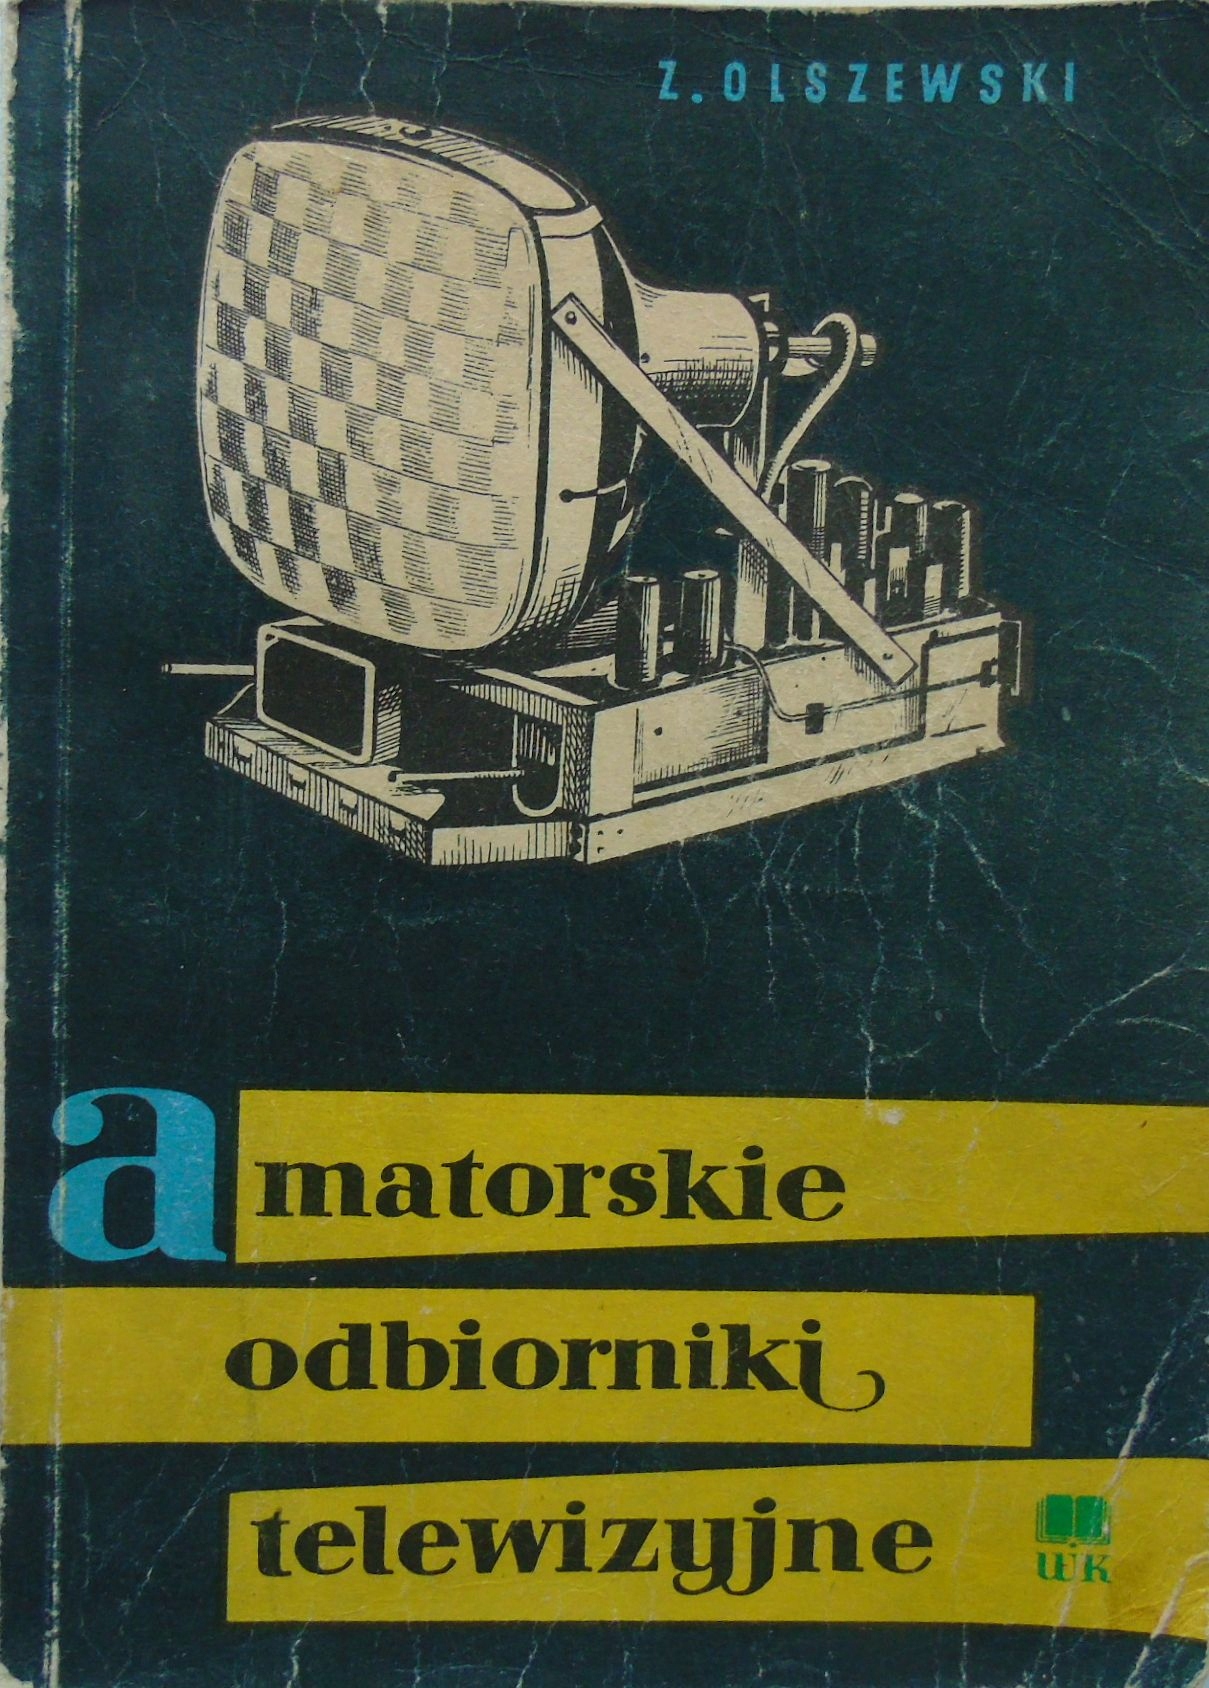 Z. OLSZEWSKI
amatorskie
odbiorniki
telewizyjne
WK